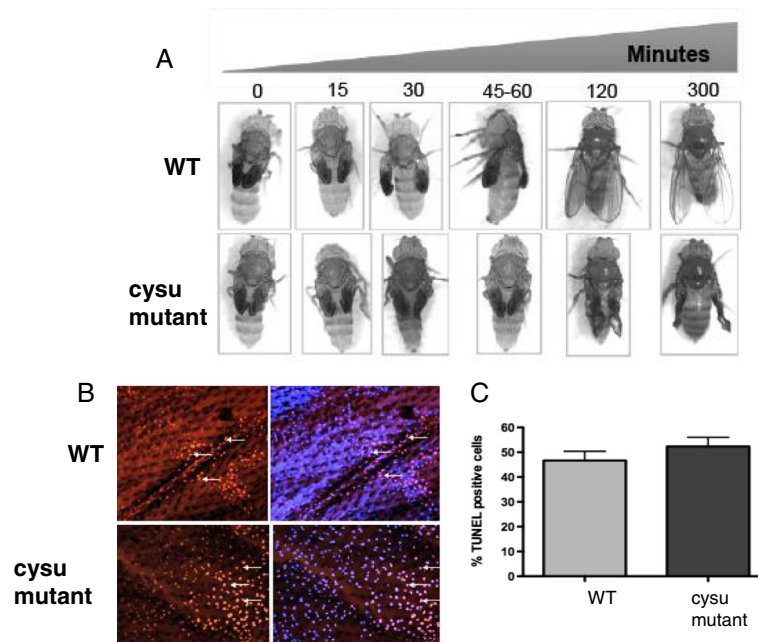 A
Minutes
0 15 30 45-60 120 300
WT
cysu
mutant
B
WT
cysu
mutant
C
% TUNEL positive cells
60
50
40
30
20
10
0
WT
cysu
mutant